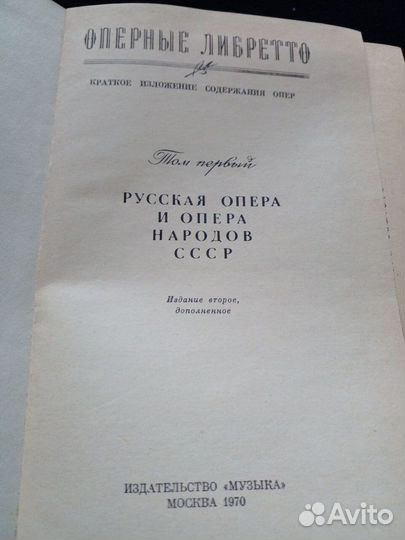 ОПЕРНЫЕ ЛИБРЕТТО
КРАТКОЕ ИЗЛОЖЕНИЕ СОДЕРЖАНИЯ ОПЕР
Том первый
РУССКАЯ ОПЕРА
И ОПЕРА
НАРОДОВ
СССР
Издание второе,
дополненное
ИЗДАТЕЛЬСТВО «МУЗЫКА»
МОСКВА 1970
Avito